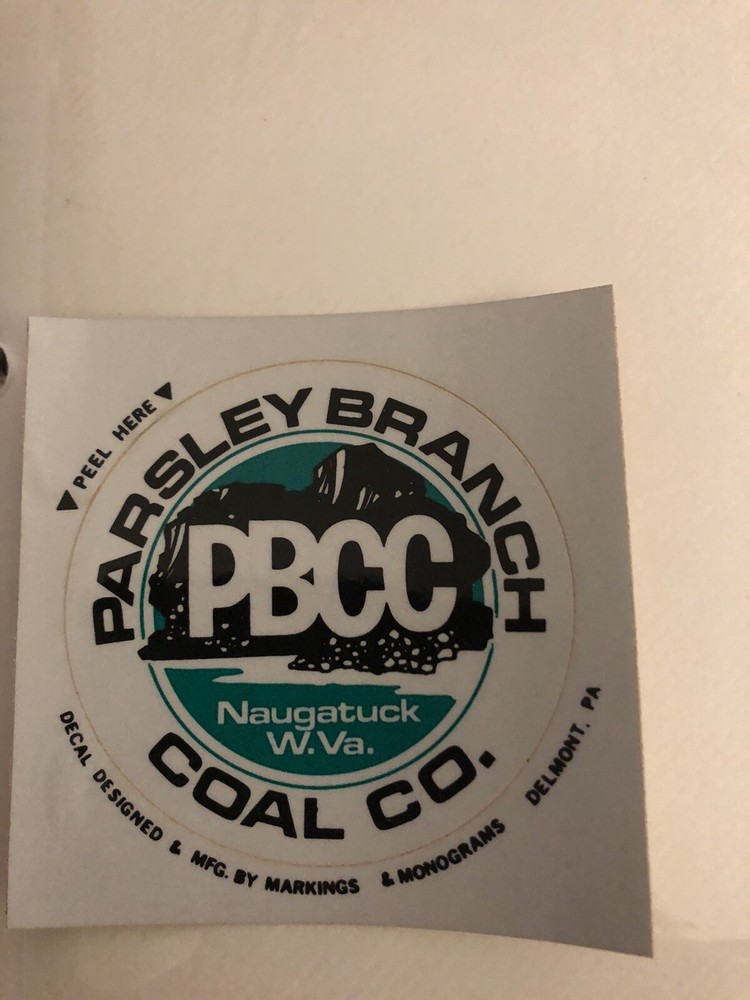 ▼PEEL HERE▼
PARSLEY BRANCH
PBCC
Naugatuck
W.Va.
COAL CO.
DECAL DESIGNED & MFG. BY MARKINGS & MONOGRAMS DELMONT. PA